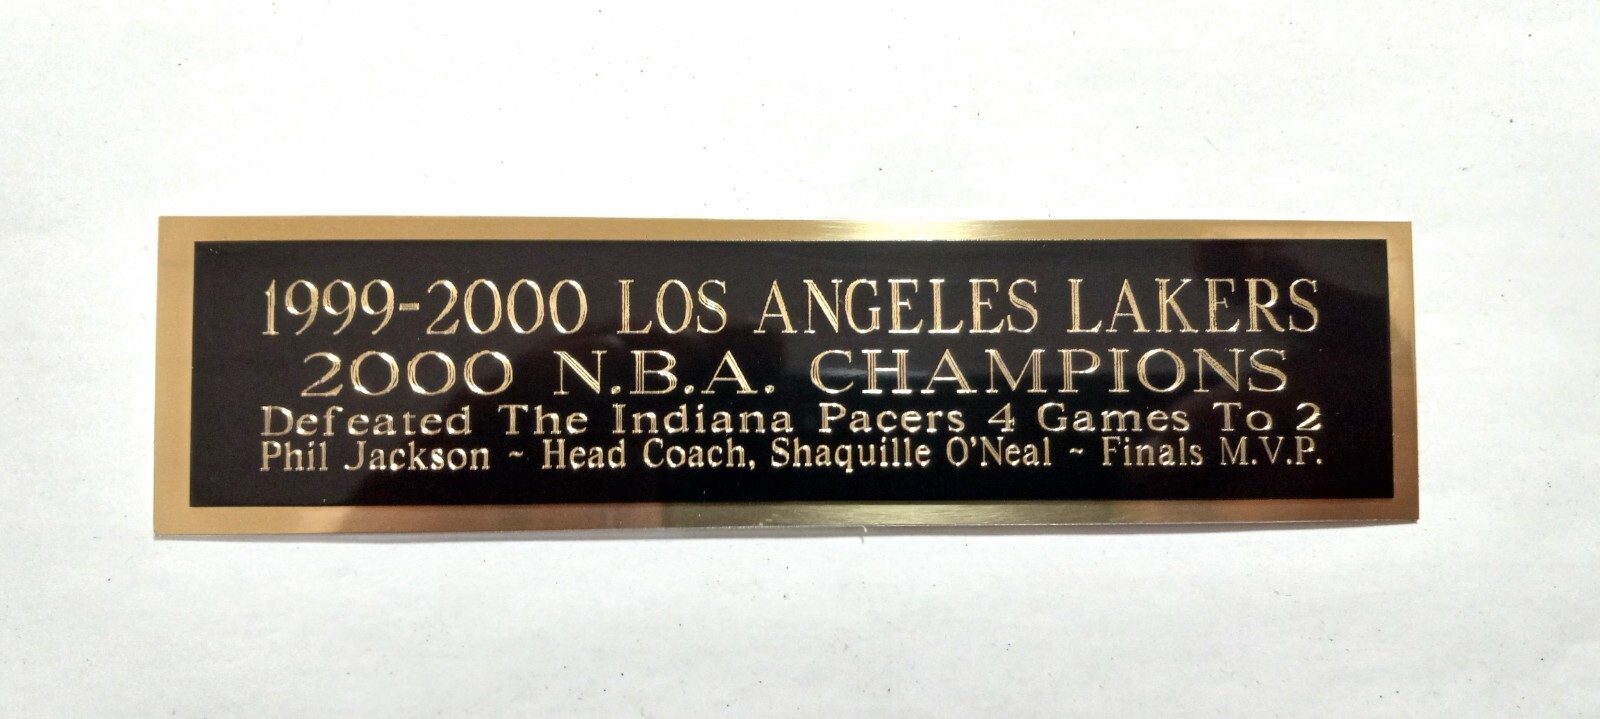 1999-2000 LOS ANGELES LAKERS
2000 N.B.A. CHAMPIONS
Defeated The Indiana Pacers 4 Games To 2
Phil Jackson ~ Head Coach, Shaquille O'Neal ~ Finals M.V.P.